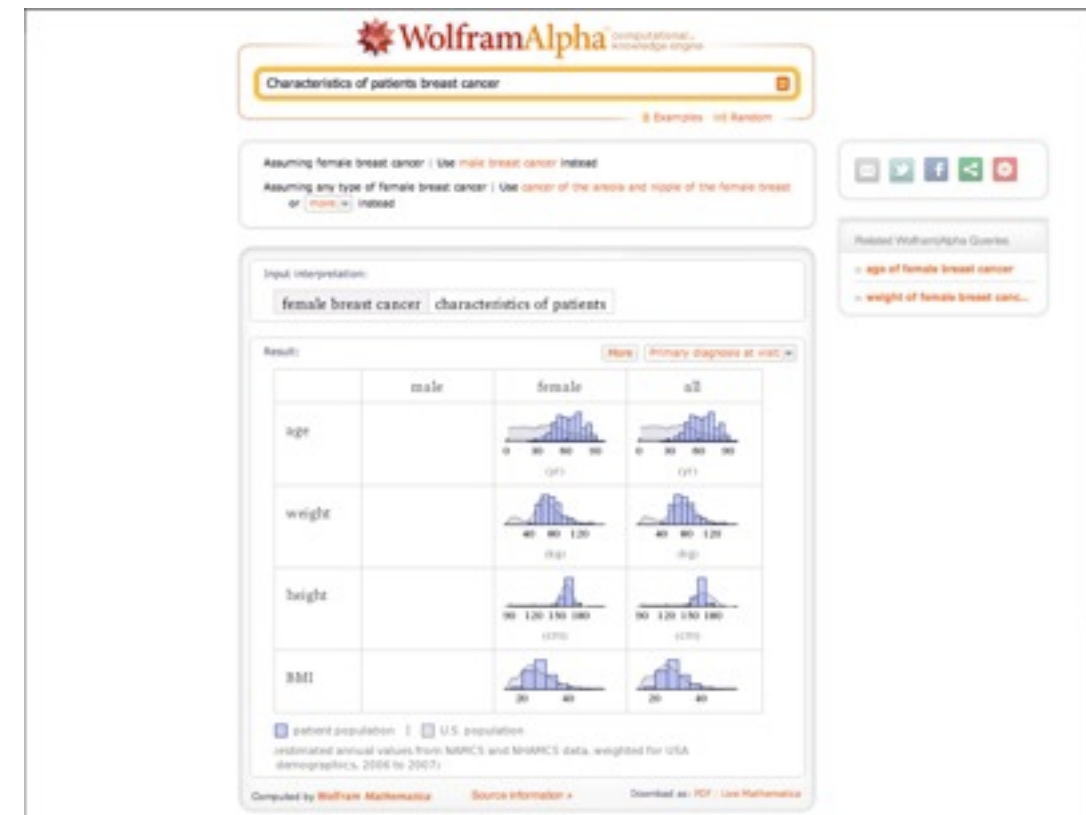 WolframAlpha computational... knowledge engine
Characteristics of patients breast cancer
Examples Random
Assuming female breast cancer | Use male breast cancer instead
Assuming any type of female breast cancer | Use cancer of the areola and nipple of the female breast
or more instead
Related Wolfram|Alpha Queries
age of female breast cancer
weight of female breast canc...
Input interpretation:
female breast cancer characteristics of patients
Result:
More Primary diagnosis at visit
male female all
age
0 30 60 90 0 30 60 90
(yr) (yr)
weight
40 80 120 40 80 120
(kg) (kg)
height
90 120 150 180 90 120 150 180
(cm) (cm)
BMI
20 40 20 40
patient population | U.S. population
(estimated annual values from NAMCS and NHAMCS data, weighted for USA
demographics, 2006 to 2007)
Computed by Wolfram Mathematica Source information » Download as: PDF | Live Mathematica